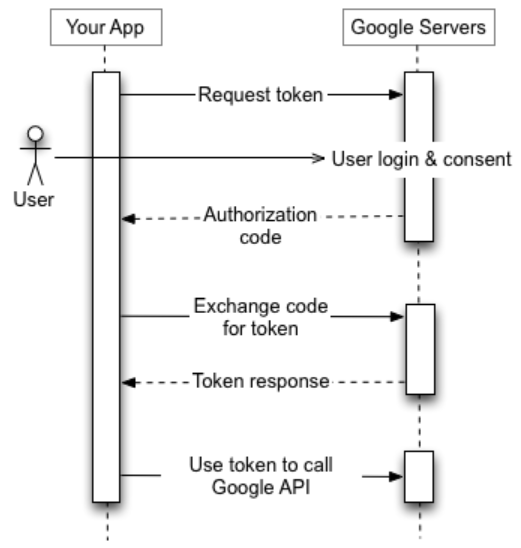 Your App
Google Servers
Request token
User login & consent
User
Authorization
code
Exchange code
for token
Token response
Use token to call
Google API